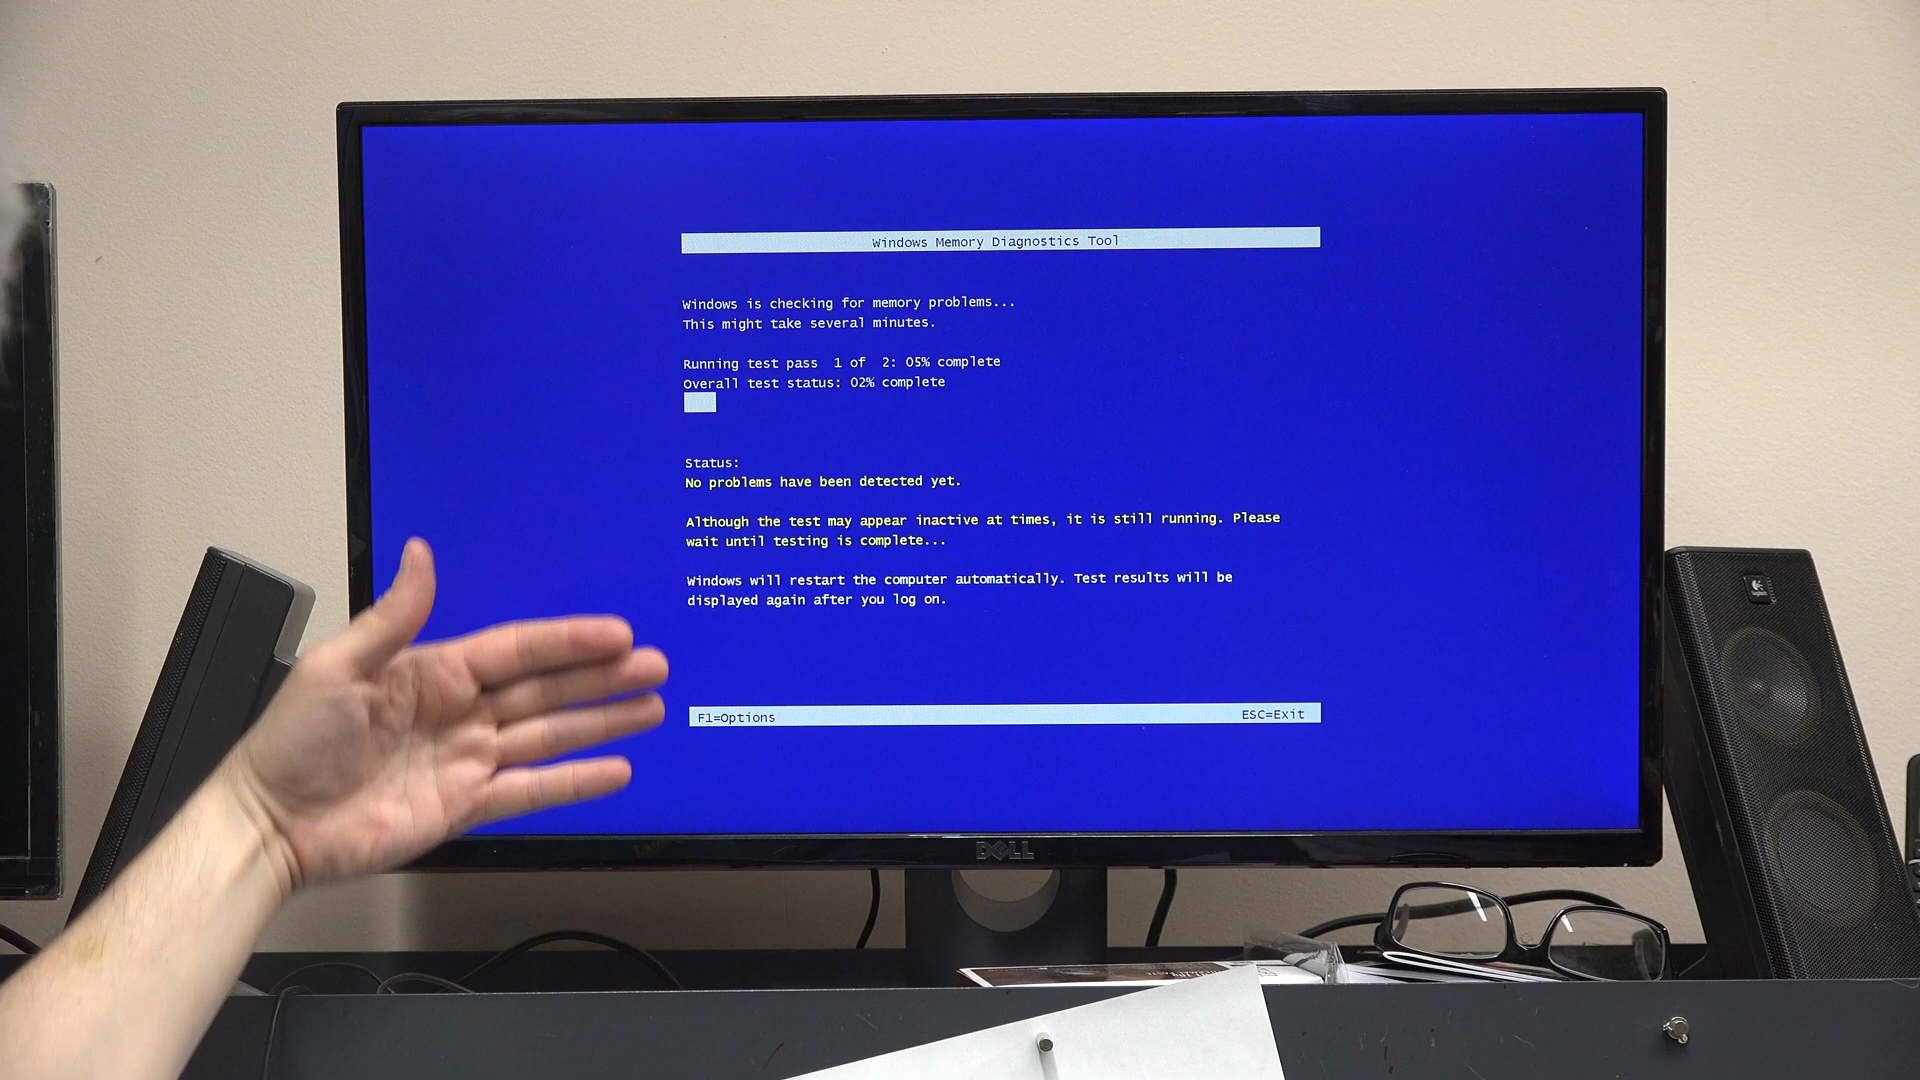 Windows Memory Diagnostics Tool
Windows is checking for memory problems...
This might take several minutes.
Running test pass  1 of  2: 05% complete
Overall test status: 02% complete
Status:
No problems have been detected yet.
Although the test may appear inactive at times, it is still running. Please
wait until testing is complete...
Windows will restart the computer automatically. Test results will be
displayed again after you log on.
F1=Options ESC=Exit
DELL